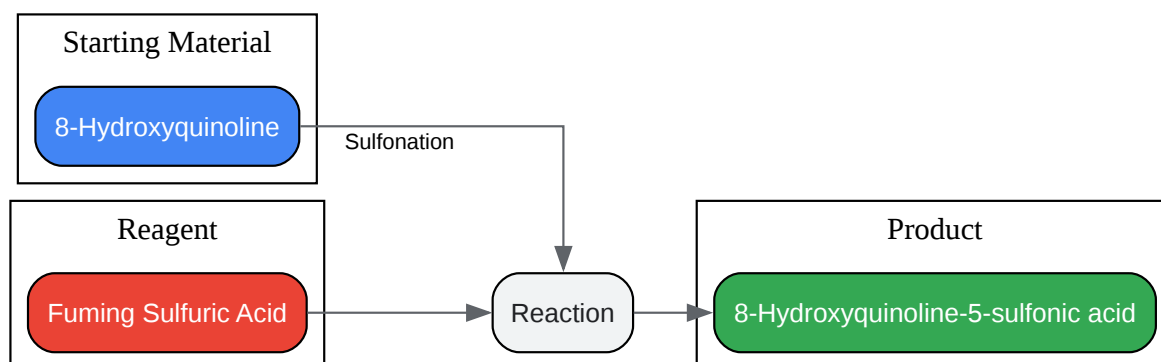 Starting Material
8-Hydroxyquinoline
Sulfonation
Reagent
Fuming Sulfuric Acid
Reaction
Product
8-Hydroxyquinoline-5-sulfonic acid